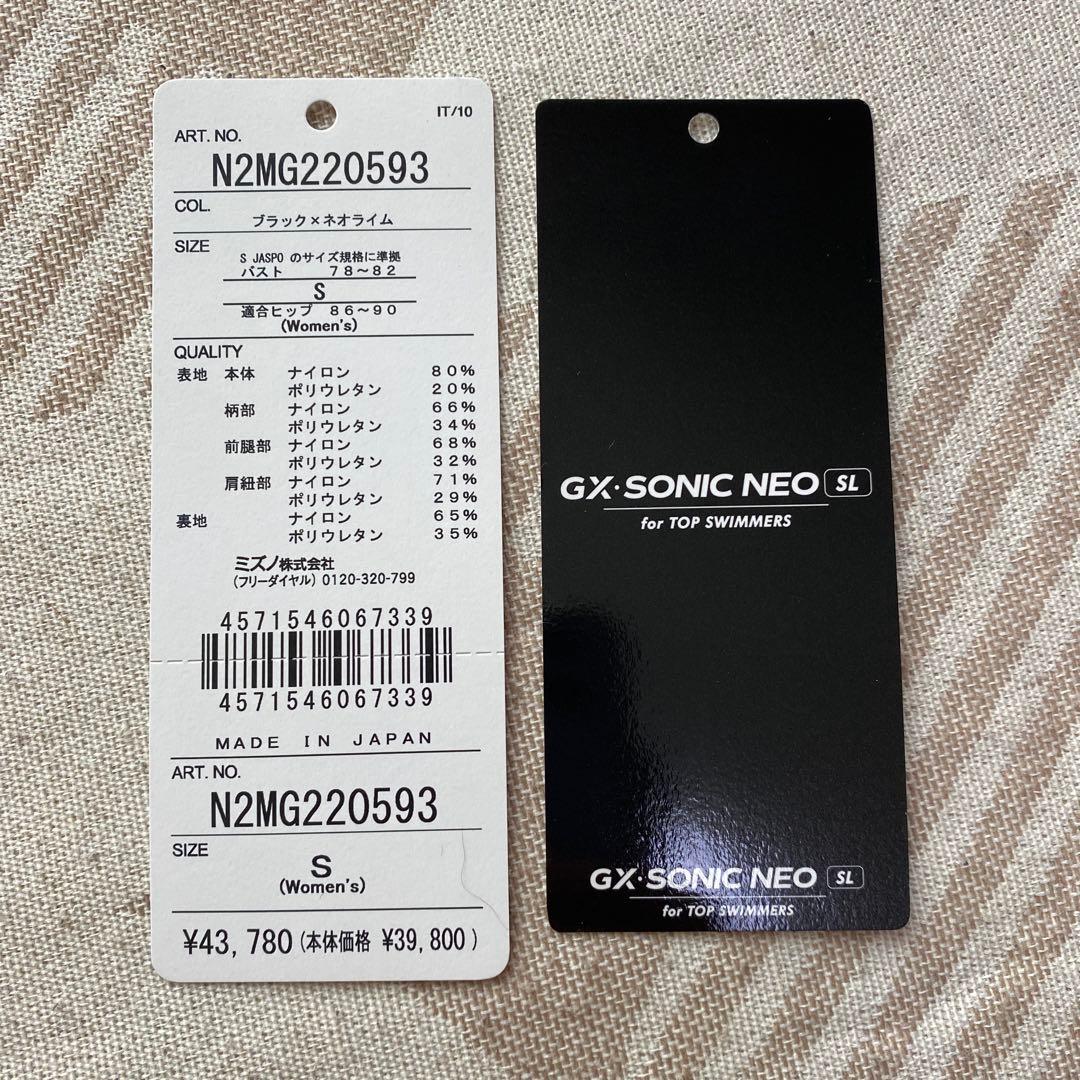 IT/10
ART. NO.
N2MG220593
COL.
ブラック×ネオライム
SIZE
S JASPO のサイズ規格に準拠
バスト 78～82
S
適合ヒップ 86～90
(Women's)
QUALITY
表地 本体 ナイロン 80%
ポリウレタン 20%
柄部 ナイロン 66%
ポリウレタン 34%
前腿部 ナイロン 68%
ポリウレタン 32%
肩紐部 ナイロン 71%
ポリウレタン 29%
裏地 ナイロン 65%
ポリウレタン 35%
ミズノ株式会社
(フリーダイヤル) 0120-320-799
4571546067339
4571546067339
MADE IN JAPAN
ART. NO.
N2MG220593
SIZE
S
(Women's)
¥43,780(本体価格 ¥39,800)
GX·SONIC NEO SL
for TOP SWIMMERS
GX·SONIC NEO SL
for TOP SWIMMERS